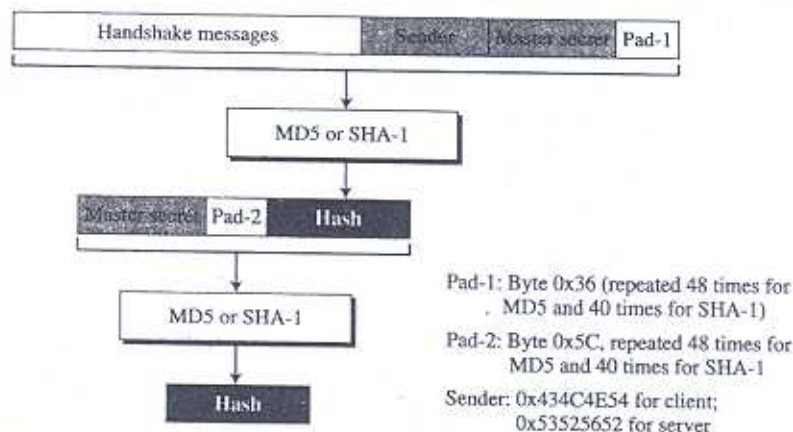 Handshake messages Sender Master secret Pad-1
MD5 or SHA-1
Master secret Pad-2 Hash
MD5 or SHA-1
Hash
Pad-1: Byte 0x36 (repeated 48 times for
MD5 and 40 times for SHA-1)
Pad-2: Byte 0x5C, repeated 48 times for
MD5 and 40 times for SHA-1
Sender: 0x434C4E54 for client;
0x53525652 for server